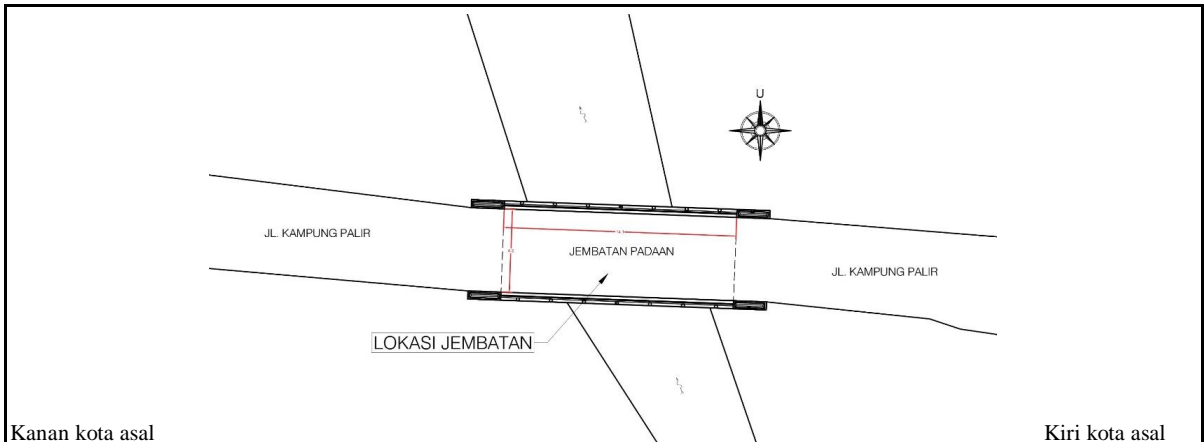 U
JL. KAMPUNG PALIR
JEMBATAN PADAAN
JL. KAMPUNG PALIR
LOKASI JEMBATAN
Kanan kota asal
Kiri kota asal